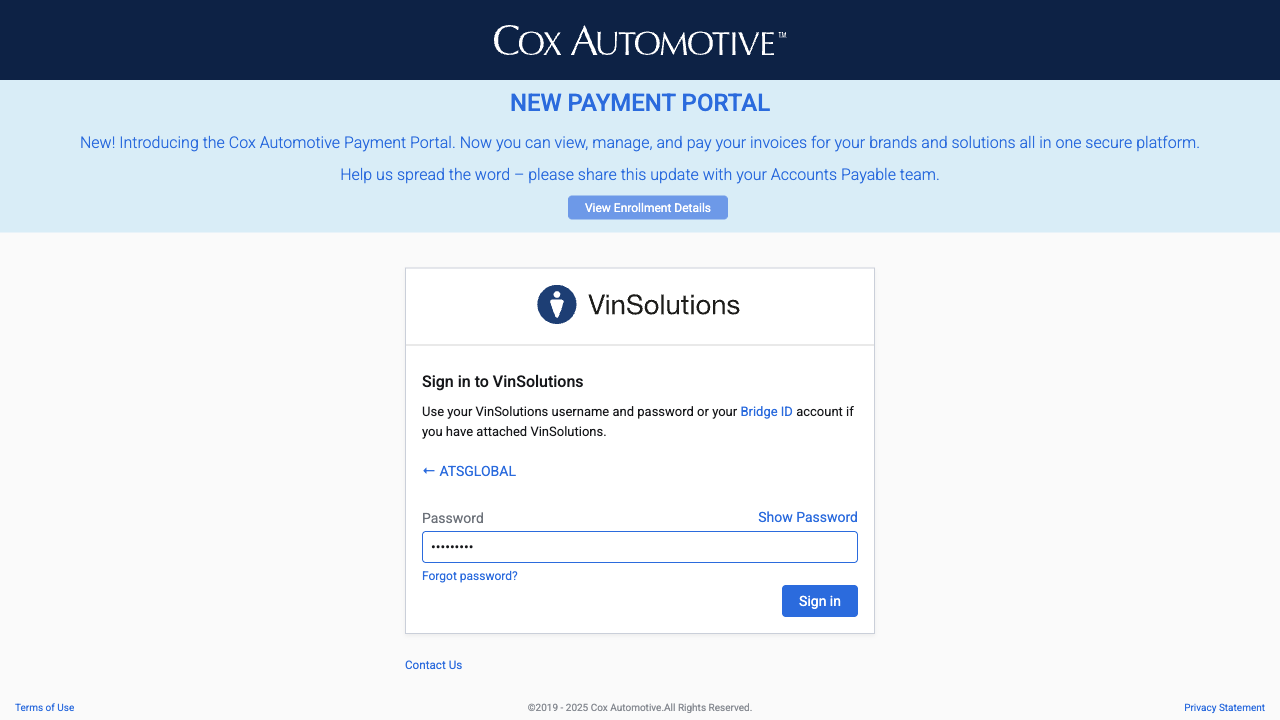 COX AUTOMOTIVE™
NEW PAYMENT PORTAL
New! Introducing the Cox Automotive Payment Portal. Now you can view, manage, and pay your invoices for your brands and solutions all in one secure platform.
Help us spread the word – please share this update with your Accounts Payable team.
View Enrollment Details
VinSolutions
Sign in to VinSolutions
Use your VinSolutions username and password or your Bridge ID account if
you have attached VinSolutions.
← ATSGLOBAL
Password Show Password
•••••••••
Forgot password?
Sign in
Contact Us
Terms of Use ©2019 - 2025 Cox Automotive.All Rights Reserved. Privacy Statement